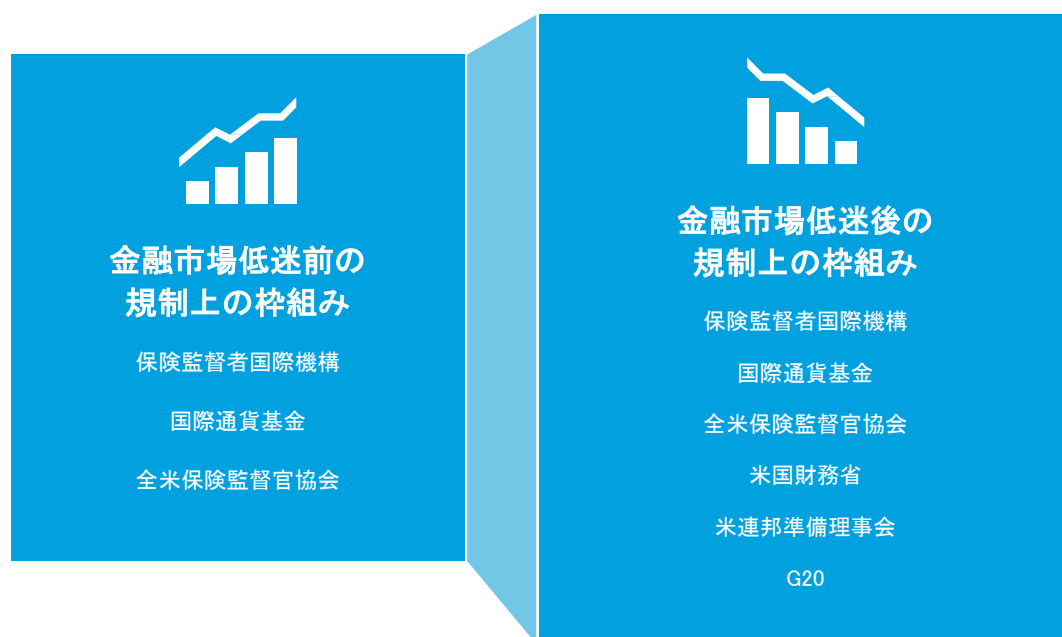 金融市場低迷前の
規制上の枠組み
保険監督者国際機構
国際通貨基金
全米保険監督官協会
金融市場低迷後の
規制上の枠組み
保険監督者国際機構
国際通貨基金
全米保険監督官協会
米国財務省
米連邦準備理事会
G20